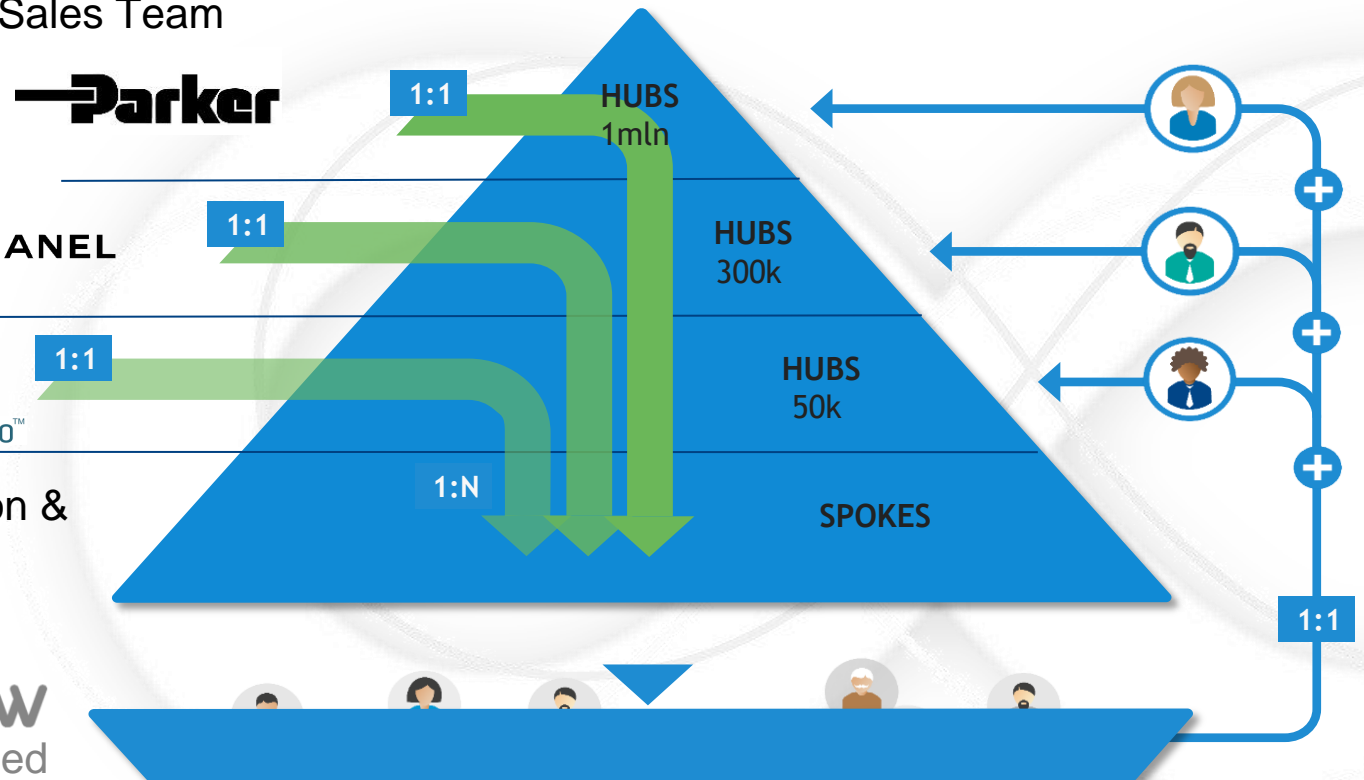 Sales Team
Parker
1:1
HUBS
1mln
ANEL
1:1
HUBS
300k
1:1
HUBS
50k
o™
on &
1:N
SPOKES
1:1
W
ed